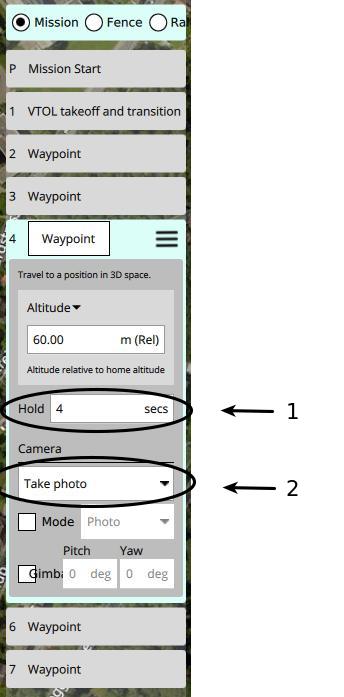 Mission Fence Ra
P Mission Start
1 VTOL takeoff and transition
2 Waypoint
3 Waypoint
4 Waypoint
Travel to a position in 3D space.
Altitude
60.00 m (Rel)
Altitude relative to home altitude
Hold 4 secs
1
Camera
Take photo
2
Mode Photo
Pitch Yaw
Gimba 0 deg 0 deg
6 Waypoint
7 Waypoint